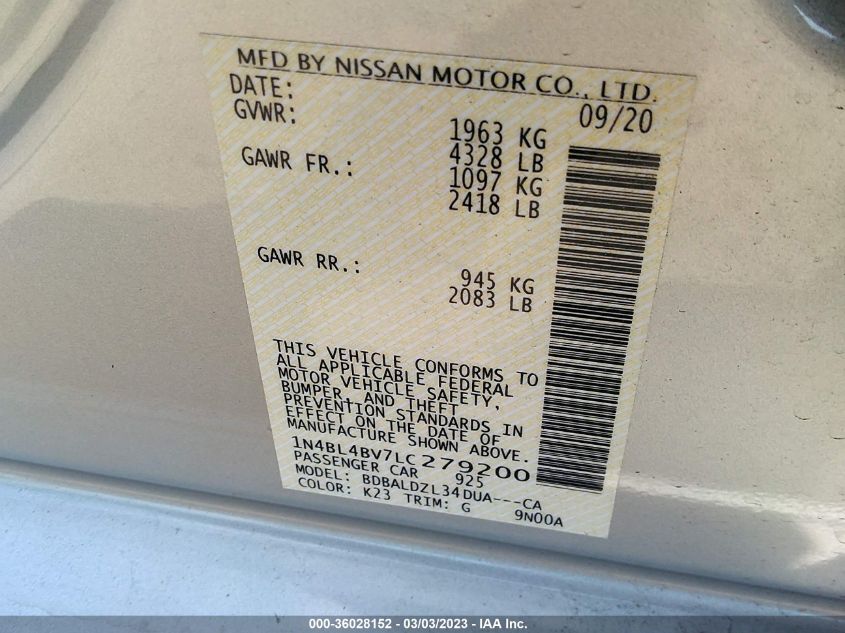 MFD BY NISSAN MOTOR CO., LTD.
DATE: 09/20
GVWR: 1963 KG
4328 LB
GAWR FR.: 1097 KG
2418 LB
GAWR RR.: 945 KG
2083 LB
THIS VEHICLE CONFORMS TO
ALL APPLICABLE FEDERAL
MOTOR VEHICLE SAFETY,
BUMPER, AND THEFT
PREVENTION STANDARDS IN
EFFECT ON THE DATE OF
MANUFACTURE SHOWN ABOVE.
1N4BL4BV7LC279200
PASSENGER CAR 925
MODEL: BDBALDZL34DUA---CA
COLOR: K23 TRIM: G 9N00A
000-36028152 / 03/03/2023 - IAA Inc.